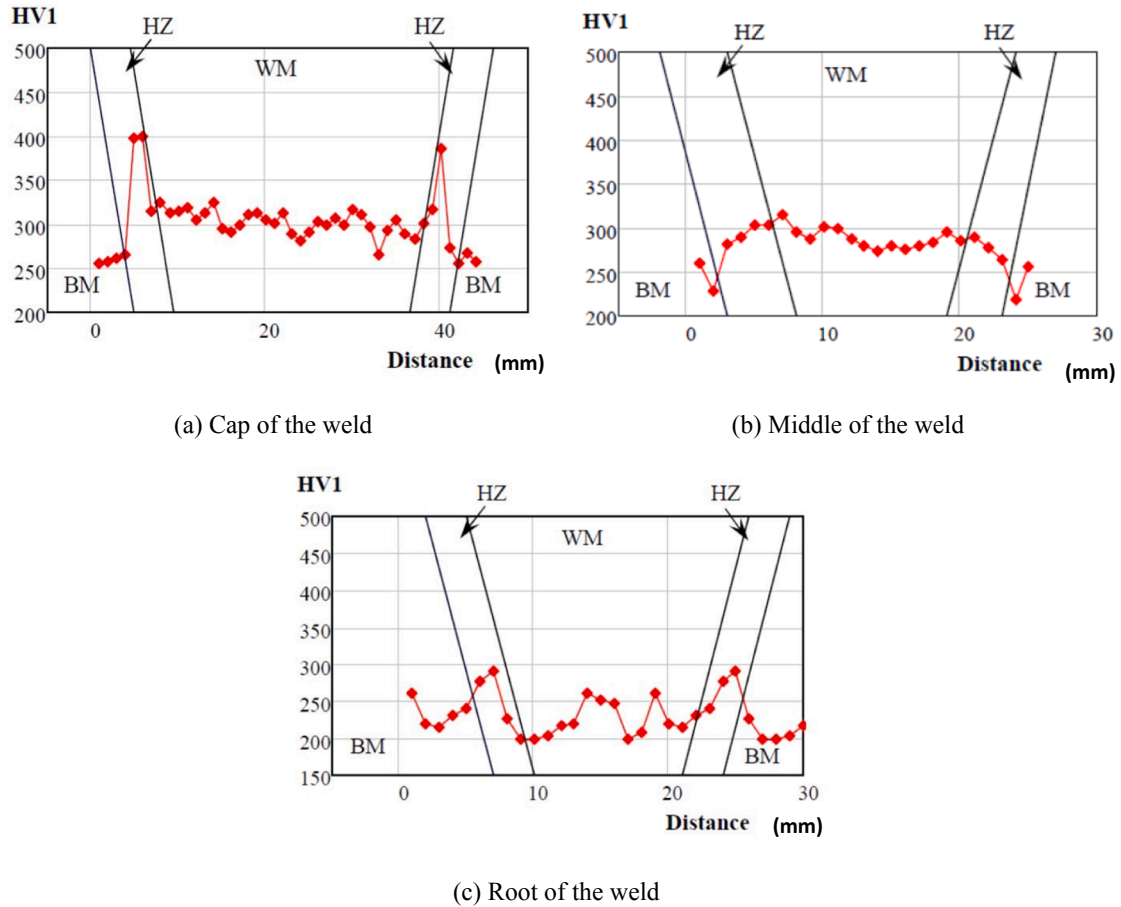 HV1
HZ
HZ
500
WM
450
400
350
300
250
BM
BM
200
0
20
40
Distance (mm)
(a) Cap of the weld
HV1
HZ
HZ
500
WM
450
400
350
300
250
BM
BM
200
0
10
20
30
Distance (mm)
(b) Middle of the weld
HV1
HZ
HZ
500
WM
450
400
350
300
250
200
BM
BM
150
0
10
20
30
Distance (mm)
(c) Root of the weld